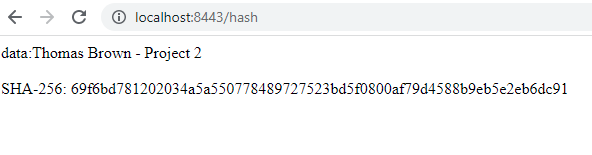 localhost:8443/hash
data:Thomas Brown - Project 2
SHA-256: 69f6bd781202034a5a550778489727523bd5f0800af79d4588b9eb5e2eb6dc91